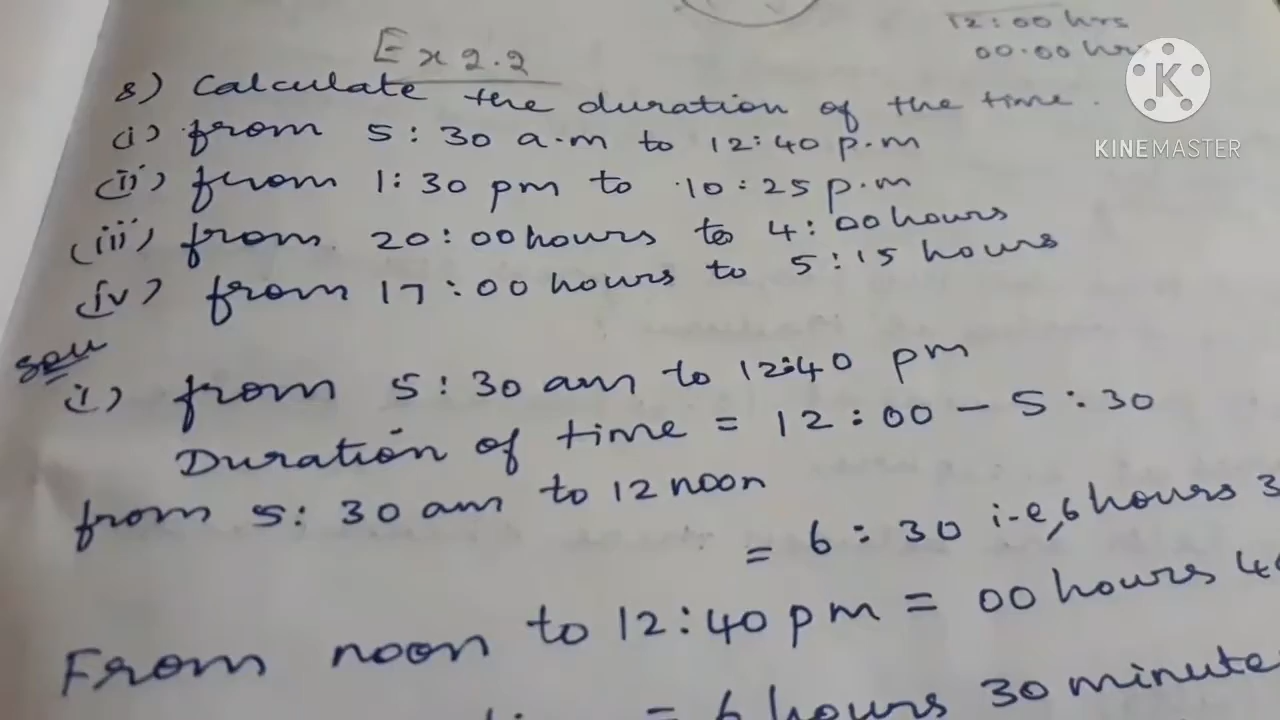 12:00 hrs
00.00 hr
Ex 2.2
KINEMASTER
8) Calculate the duration of the time.
(i) from 5:30 a.m to 12:40 p.m
(ii) from 1:30 pm to 10:25 p.m
(iii) from 20:00 hours to 4:00 hours
(iv) from 17:00 hours to 5:15 hours
Solu
i) from 5:30 am to 12:40 pm
Duration of time = 12:00 - 5:30
from 5:30 am to 12 noon
= 6:30 i-e, 6 hours 3
From noon to 12:40 pm = 00 hours 40
= 6 hours 30 minute